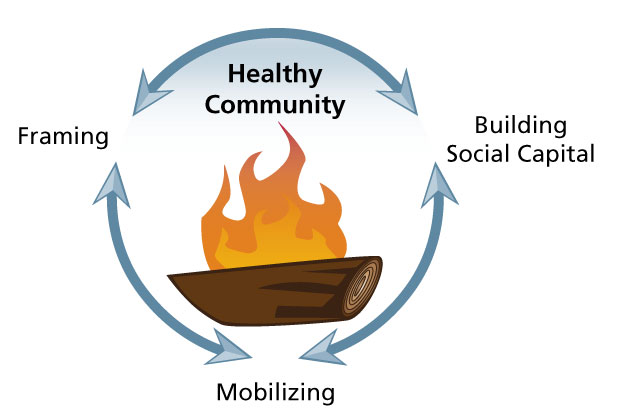 Healthy
Community
Framing
Building
Social Capital
Mobilizing